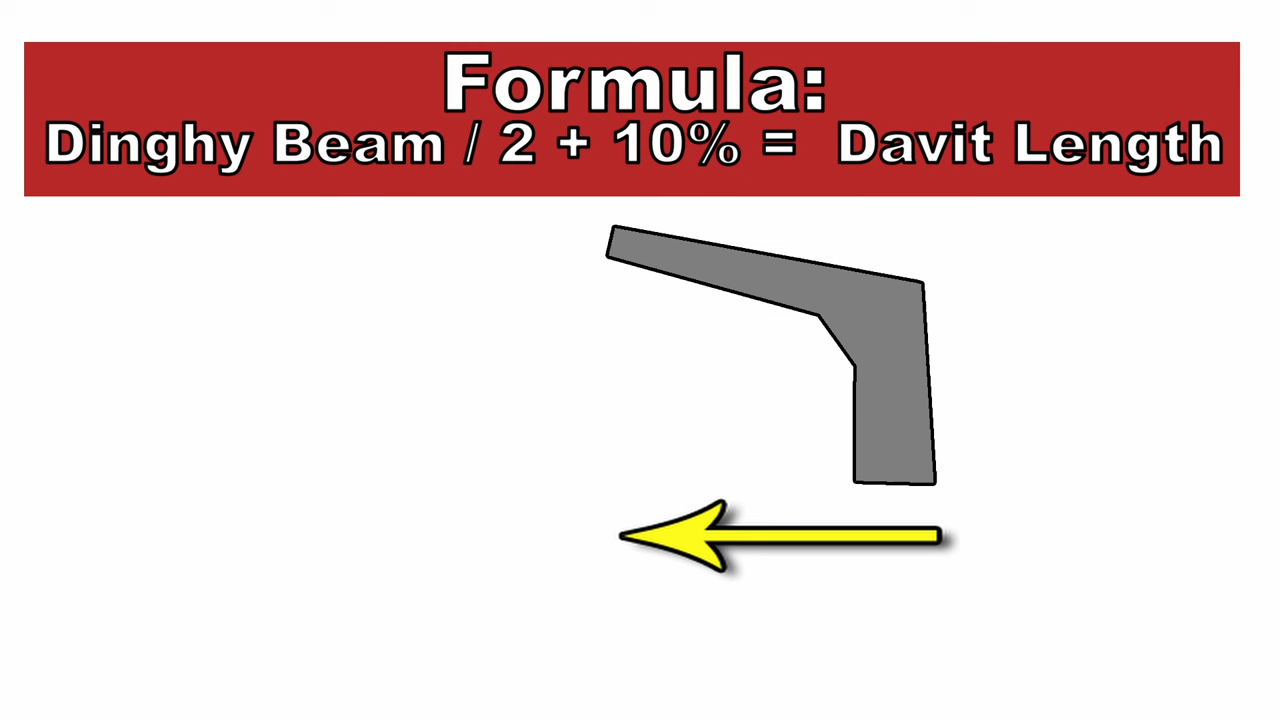 Formula:
Dinghy Beam / 2 + 10% = Davit Length